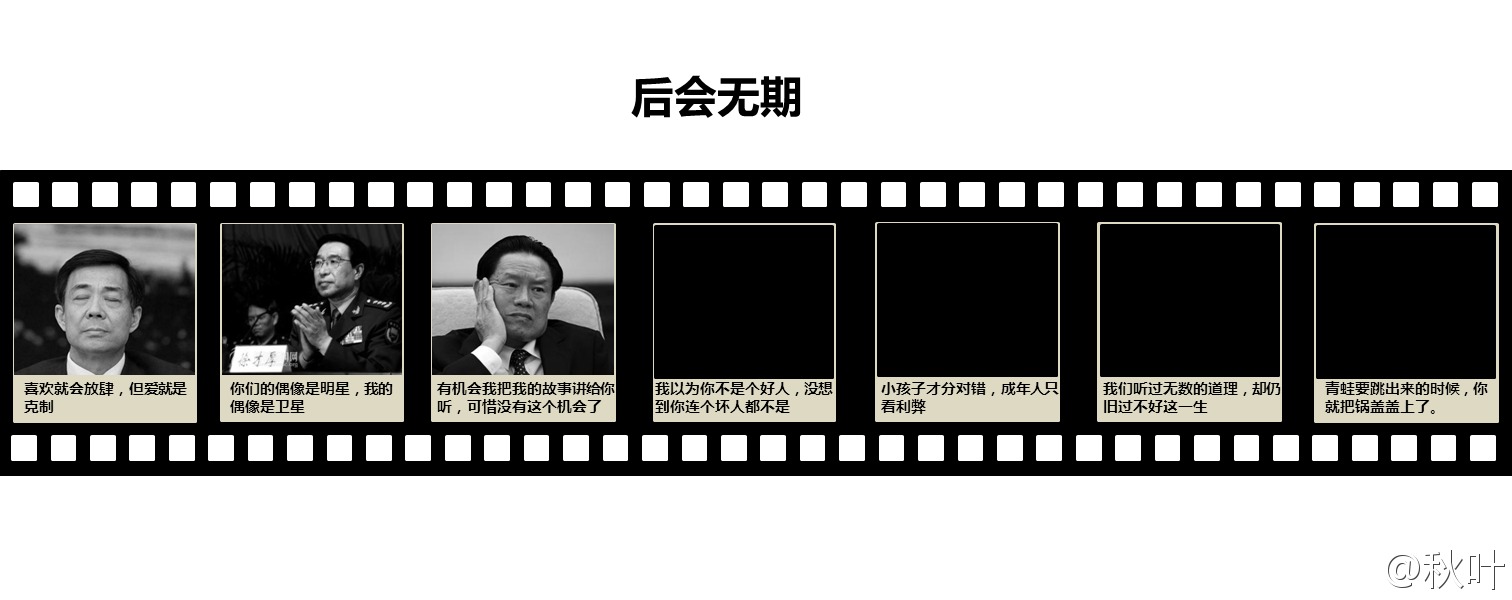 后会无期
徐才厚
喜欢就会放肆，但爱就是
克制
你们的偶像是明星，我的
偶像是卫星
有机会我把我的故事讲给你
听，可惜没有这个机会了
我以为你不是个好人，没想
到你连个坏人都不是
小孩子才分对错，成年人只
看利弊
我们听过无数的道理，却仍
旧过不好这一生
青蛙要跳出来的时候，你
就把锅盖盖上了。
@秋叶